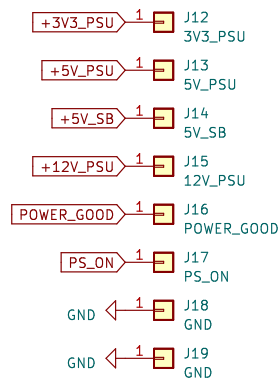 +3V3_PSU 1 J12
3V3_PSU
+5V_PSU 1 J13
5V_PSU
+5V_SB 1 J14
5V_SB
+12V_PSU 1 J15
12V_PSU
POWER_GOOD 1 J16
POWER_GOOD
PS_ON 1 J17
PS_ON
GND 1 J18
GND
GND 1 J19
GND